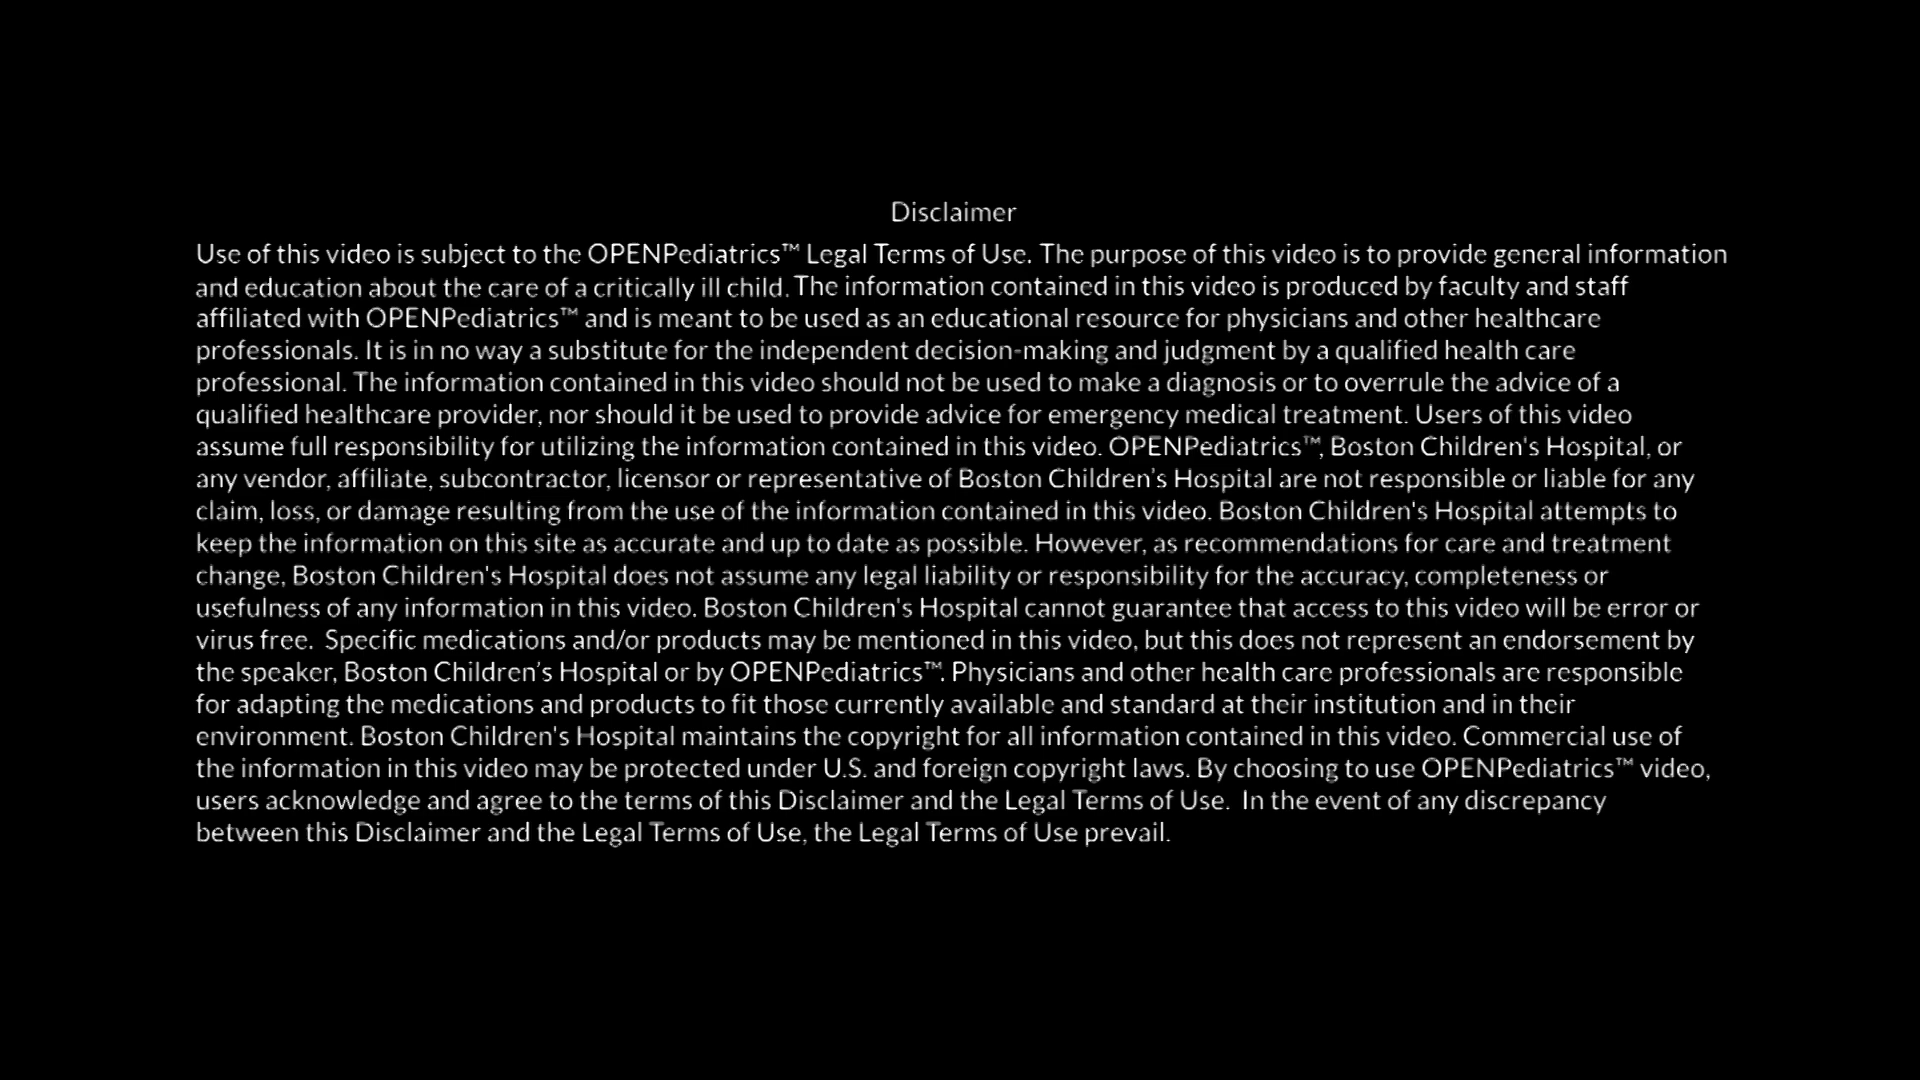 Disclaimer
Use of this video is subject to the OPENPediatrics™ Legal Terms of Use. The purpose of this video is to provide general information
and education about the care of a critically ill child. The information contained in this video is produced by faculty and staff
affiliated with OPENPediatrics™ and is meant to be used as an educational resource for physicians and other healthcare
professionals. It is in no way a substitute for the independent decision-making and judgment by a qualified health care
professional. The information contained in this video should not be used to make a diagnosis or to overrule the advice of a
qualified healthcare provider, nor should it be used to provide advice for emergency medical treatment. Users of this video
assume full responsibility for utilizing the information contained in this video. OPENPediatrics™, Boston Children's Hospital, or
any vendor, affiliate, subcontractor, licensor or representative of Boston Children's Hospital are not responsible or liable for any
claim, loss, or damage resulting from the use of the information contained in this video. Boston Children's Hospital attempts to
keep the information on this site as accurate and up to date as possible. However, as recommendations for care and treatment
change, Boston Children's Hospital does not assume any legal liability or responsibility for the accuracy, completeness or
usefulness of any information in this video. Boston Children's Hospital cannot guarantee that access to this video will be error or
virus free.  Specific medications and/or products may be mentioned in this video, but this does not represent an endorsement by
the speaker, Boston Children’s Hospital or by OPENPediatrics™. Physicians and other health care professionals are responsible
for adapting the medications and products to fit those currently available and standard at their institution and in their
environment. Boston Children's Hospital maintains the copyright for all information contained in this video. Commercial use of
the information in this video may be protected under U.S. and foreign copyright laws. By choosing to use OPENPediatrics™ video,
users acknowledge and agree to the terms of this Disclaimer and the Legal Terms of Use.  In the event of any discrepancy
between this Disclaimer and the Legal Terms of Use, the Legal Terms of Use prevail.